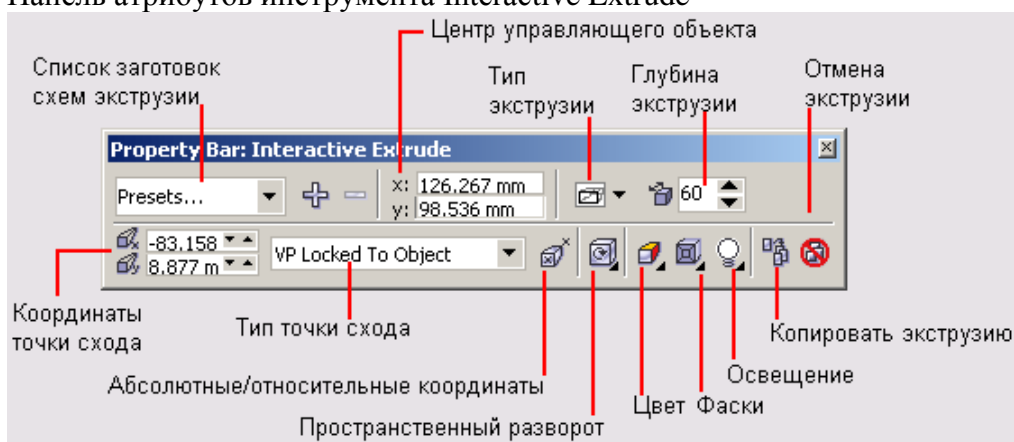 Панель атрибутов инструмента Interactive Extrude
Центр управляющего объекта
Список заготовок
схем экструзии
Тип
экструзии
Глубина
экструзии
Отмена
экструзии
Property Bar: Interactive Extrude
Presets...
x: 126.267 mm
y: 98.536 mm
60
-83.158
8.877 m
VP Locked To Object
Координаты
точки схода
Тип точки схода
Копировать экструзию
Абсолютные/относительные координаты
Освещение
Цвет Фаски
Пространственный разворот